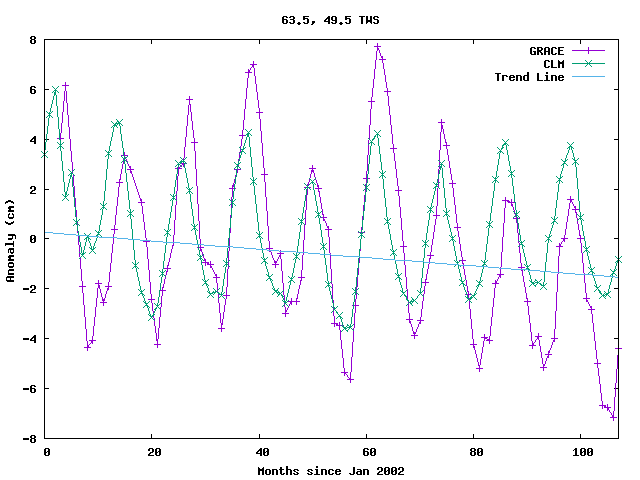 63.5, 49.5 TWS
GRACE
CLM
Trend Line
Anomaly (cm)
8
6
4
2
0
-2
-4
-6
-8
0 20 40 60 80 100
Months since Jan 2002